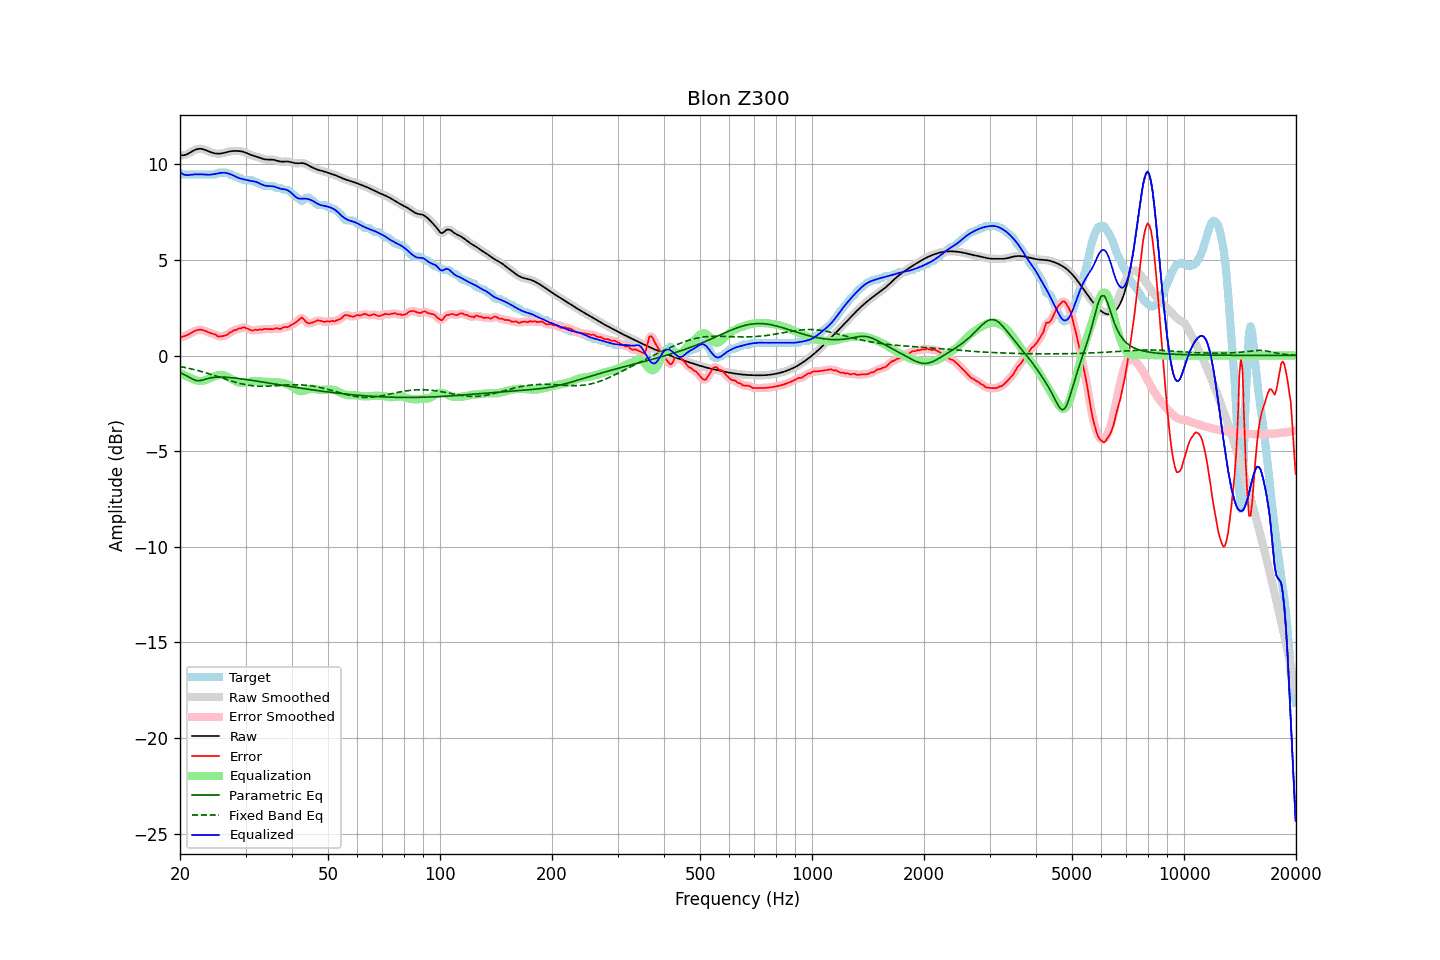 Blon Z300
Amplitude (dBr)
10
5
0
−5
−10
−15
−20
−25
Target
Raw Smoothed
Error Smoothed
Raw
Error
Equalization
Parametric Eq
Fixed Band Eq
Equalized
20 50 100 200 500 1000 2000 5000 10000 20000
Frequency (Hz)